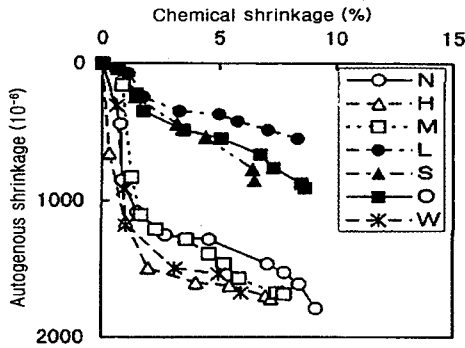 Chemical shrinkage (%)
0 5 10 15
0
1000
2000
Autogenous shrinkage (10⁻⁶)
N
H
M
L
S
O
W